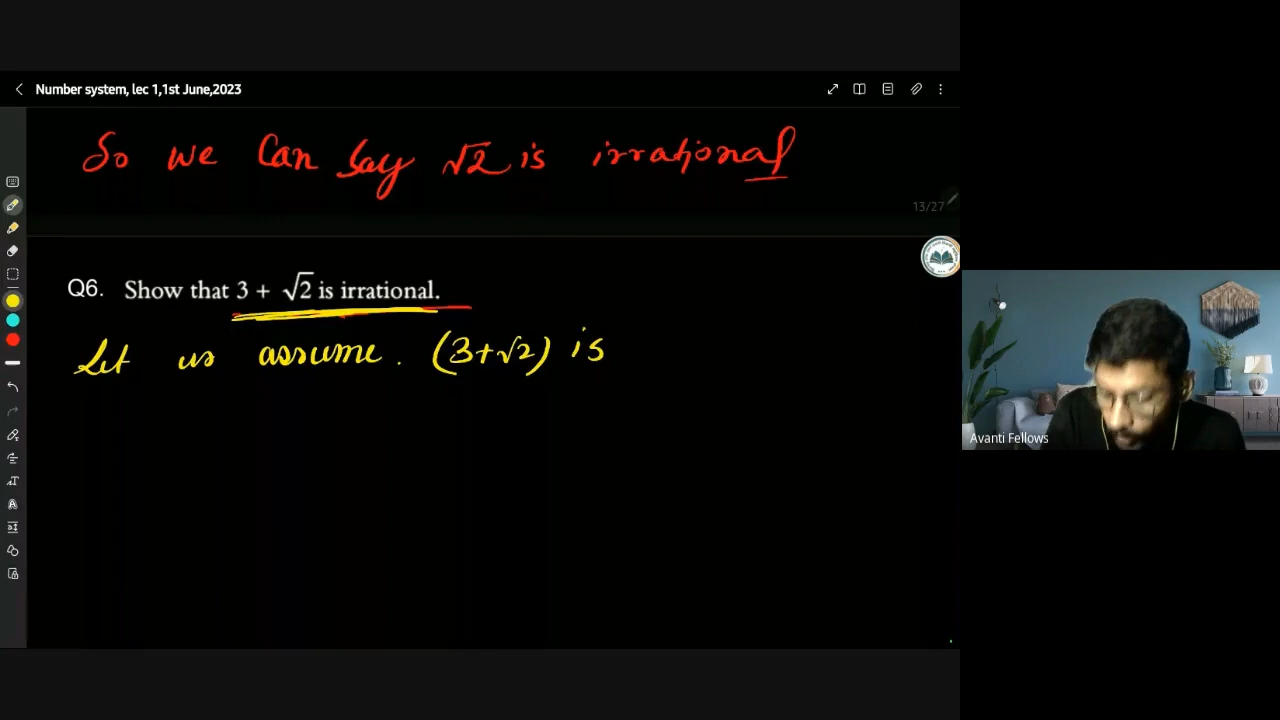 Number system, lec 1,1st June,2023
So we can say √2 is irrational
13/27
Q6. Show that 3 + √2 is irrational.
Let us assume. (3+√2) is
Avanti Fellows